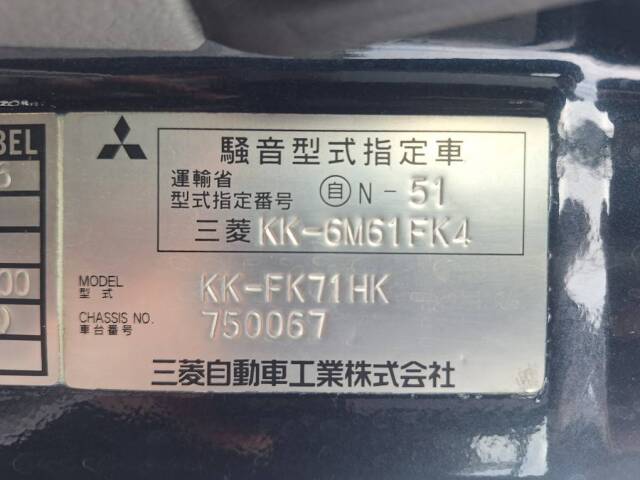 BEL
騒音型式指定車
運輸省
型式指定番号 自 N-51
三菱 KK-6M61FK4
MODEL
型式 KK-FK71HK
00
CHASSIS NO.
車台番号 750067
三菱自動車工業株式会社